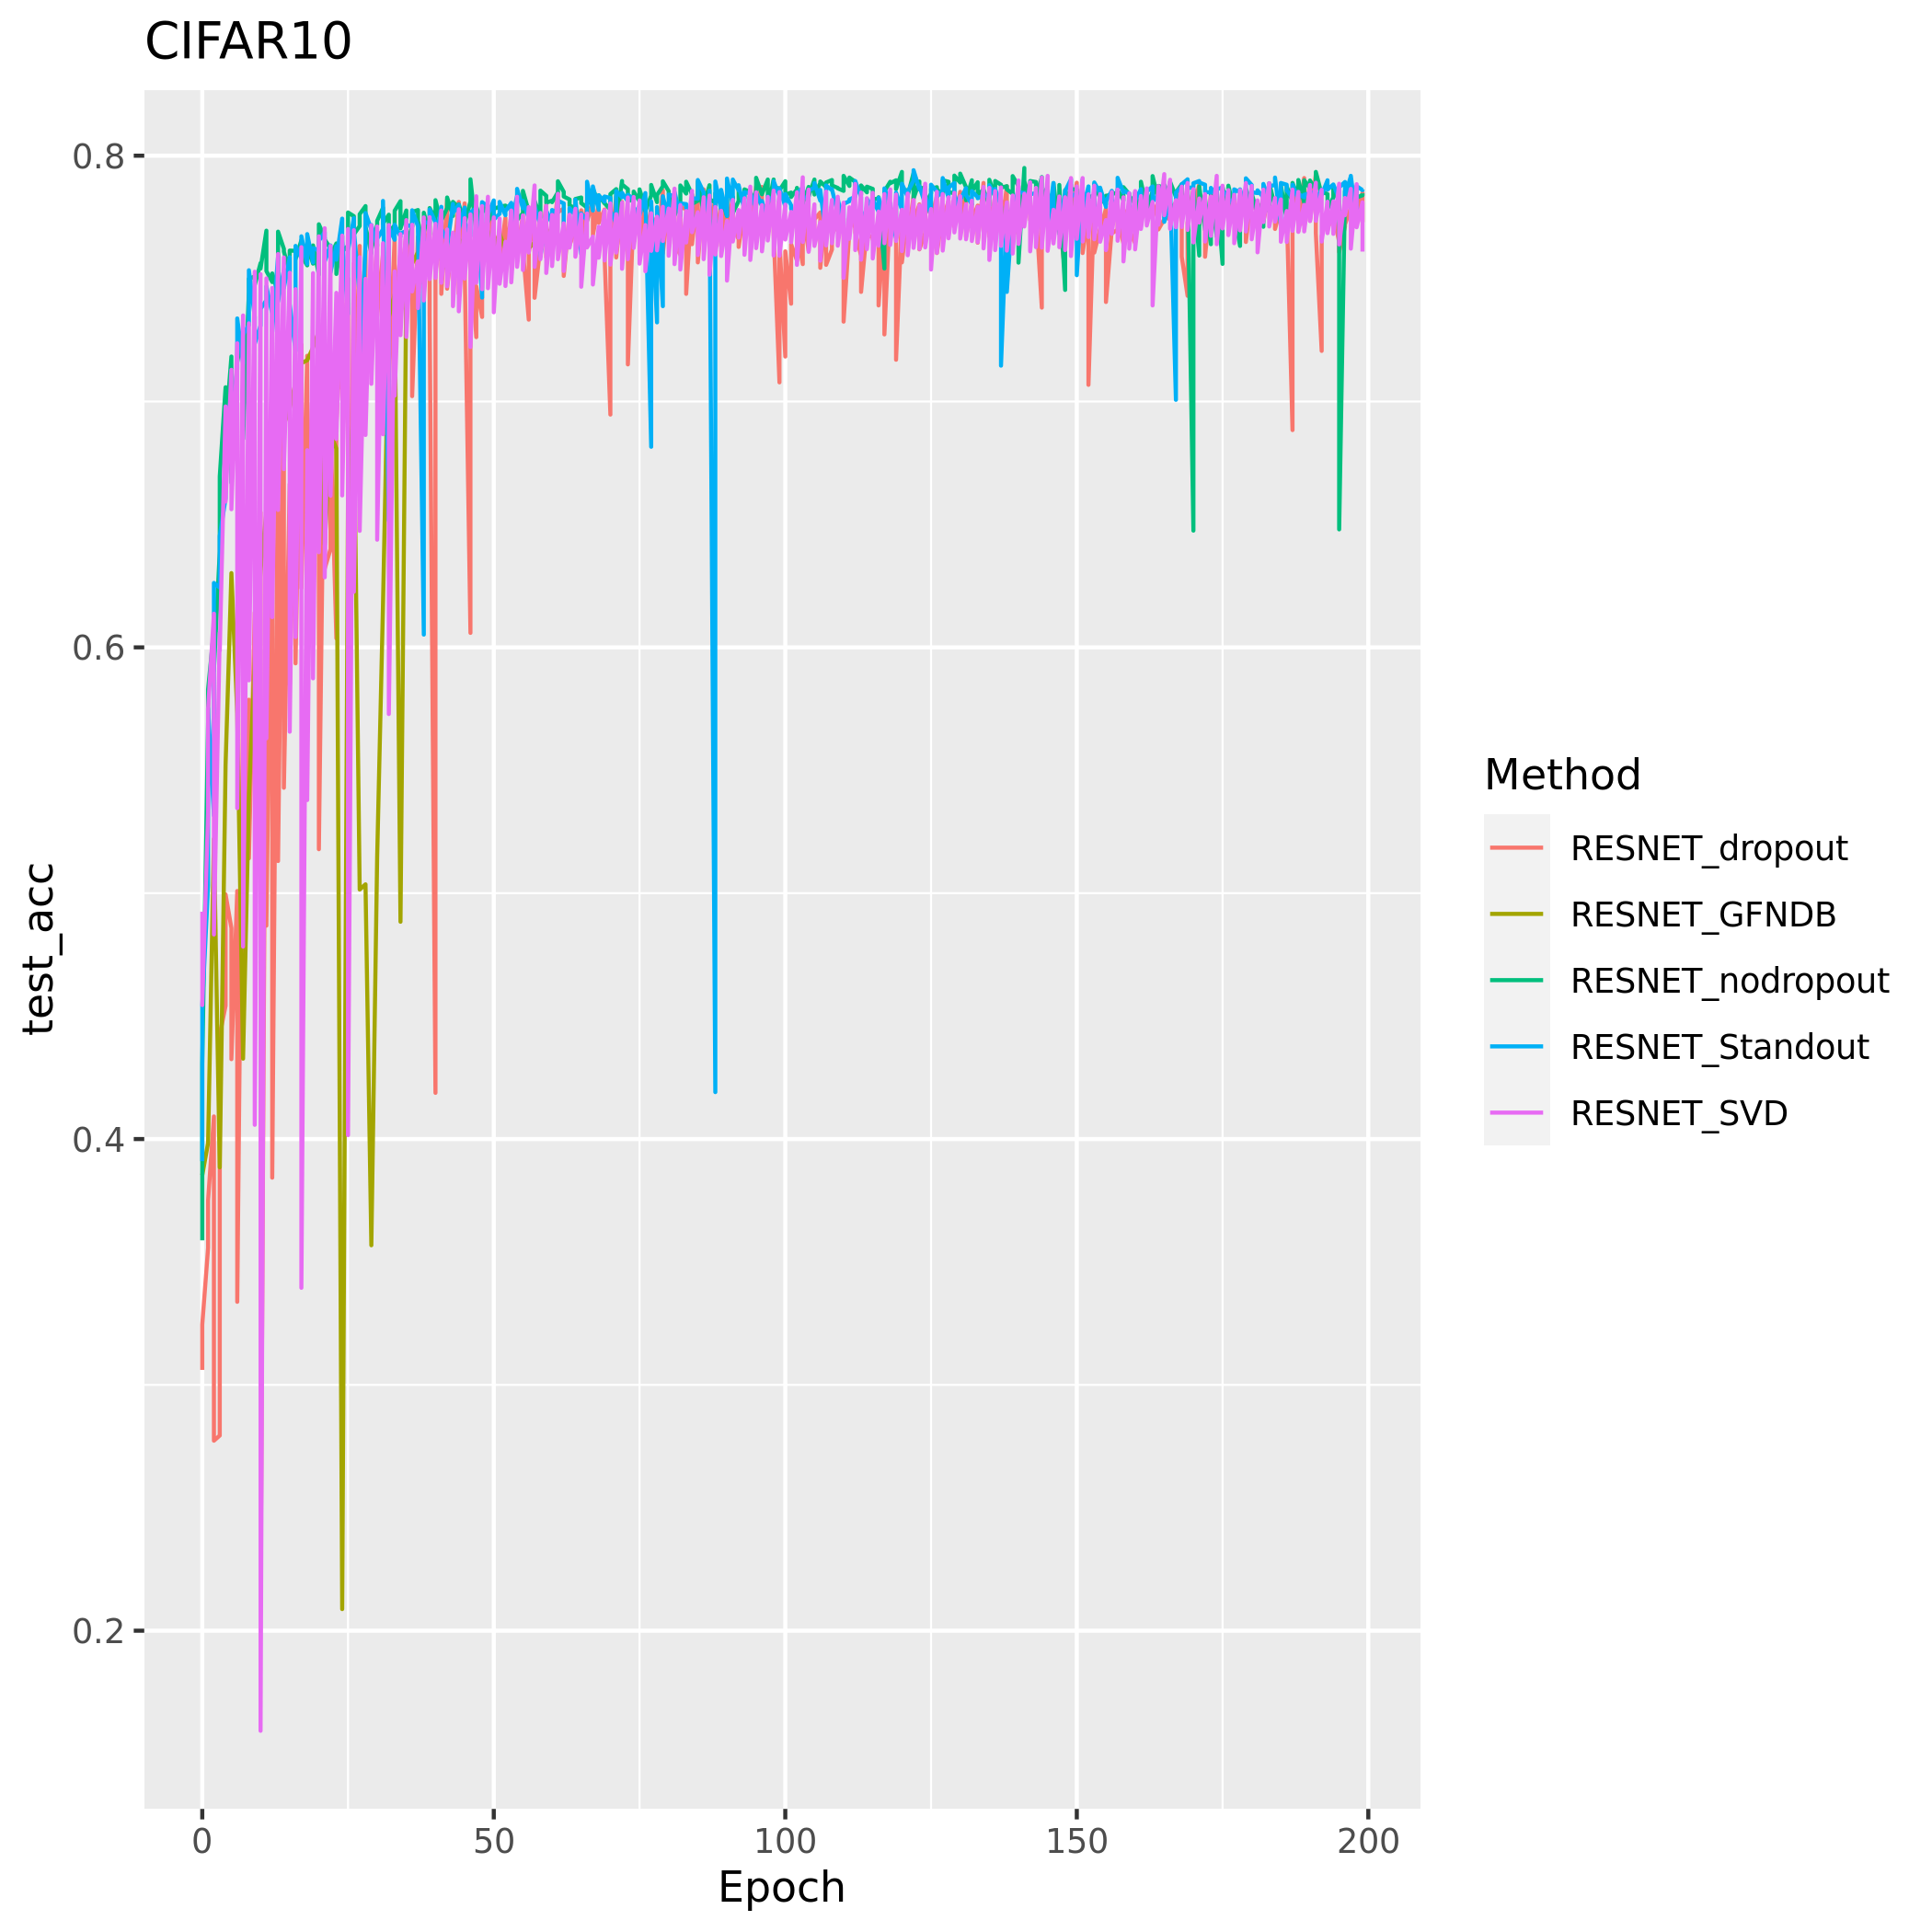 CIFAR10
0.8
0.6
0.4
0.2
test_acc
0 50 100 150 200
Epoch
Method
RESNET_dropout
RESNET_GFNDB
RESNET_nodropout
RESNET_Standout
RESNET_SVD